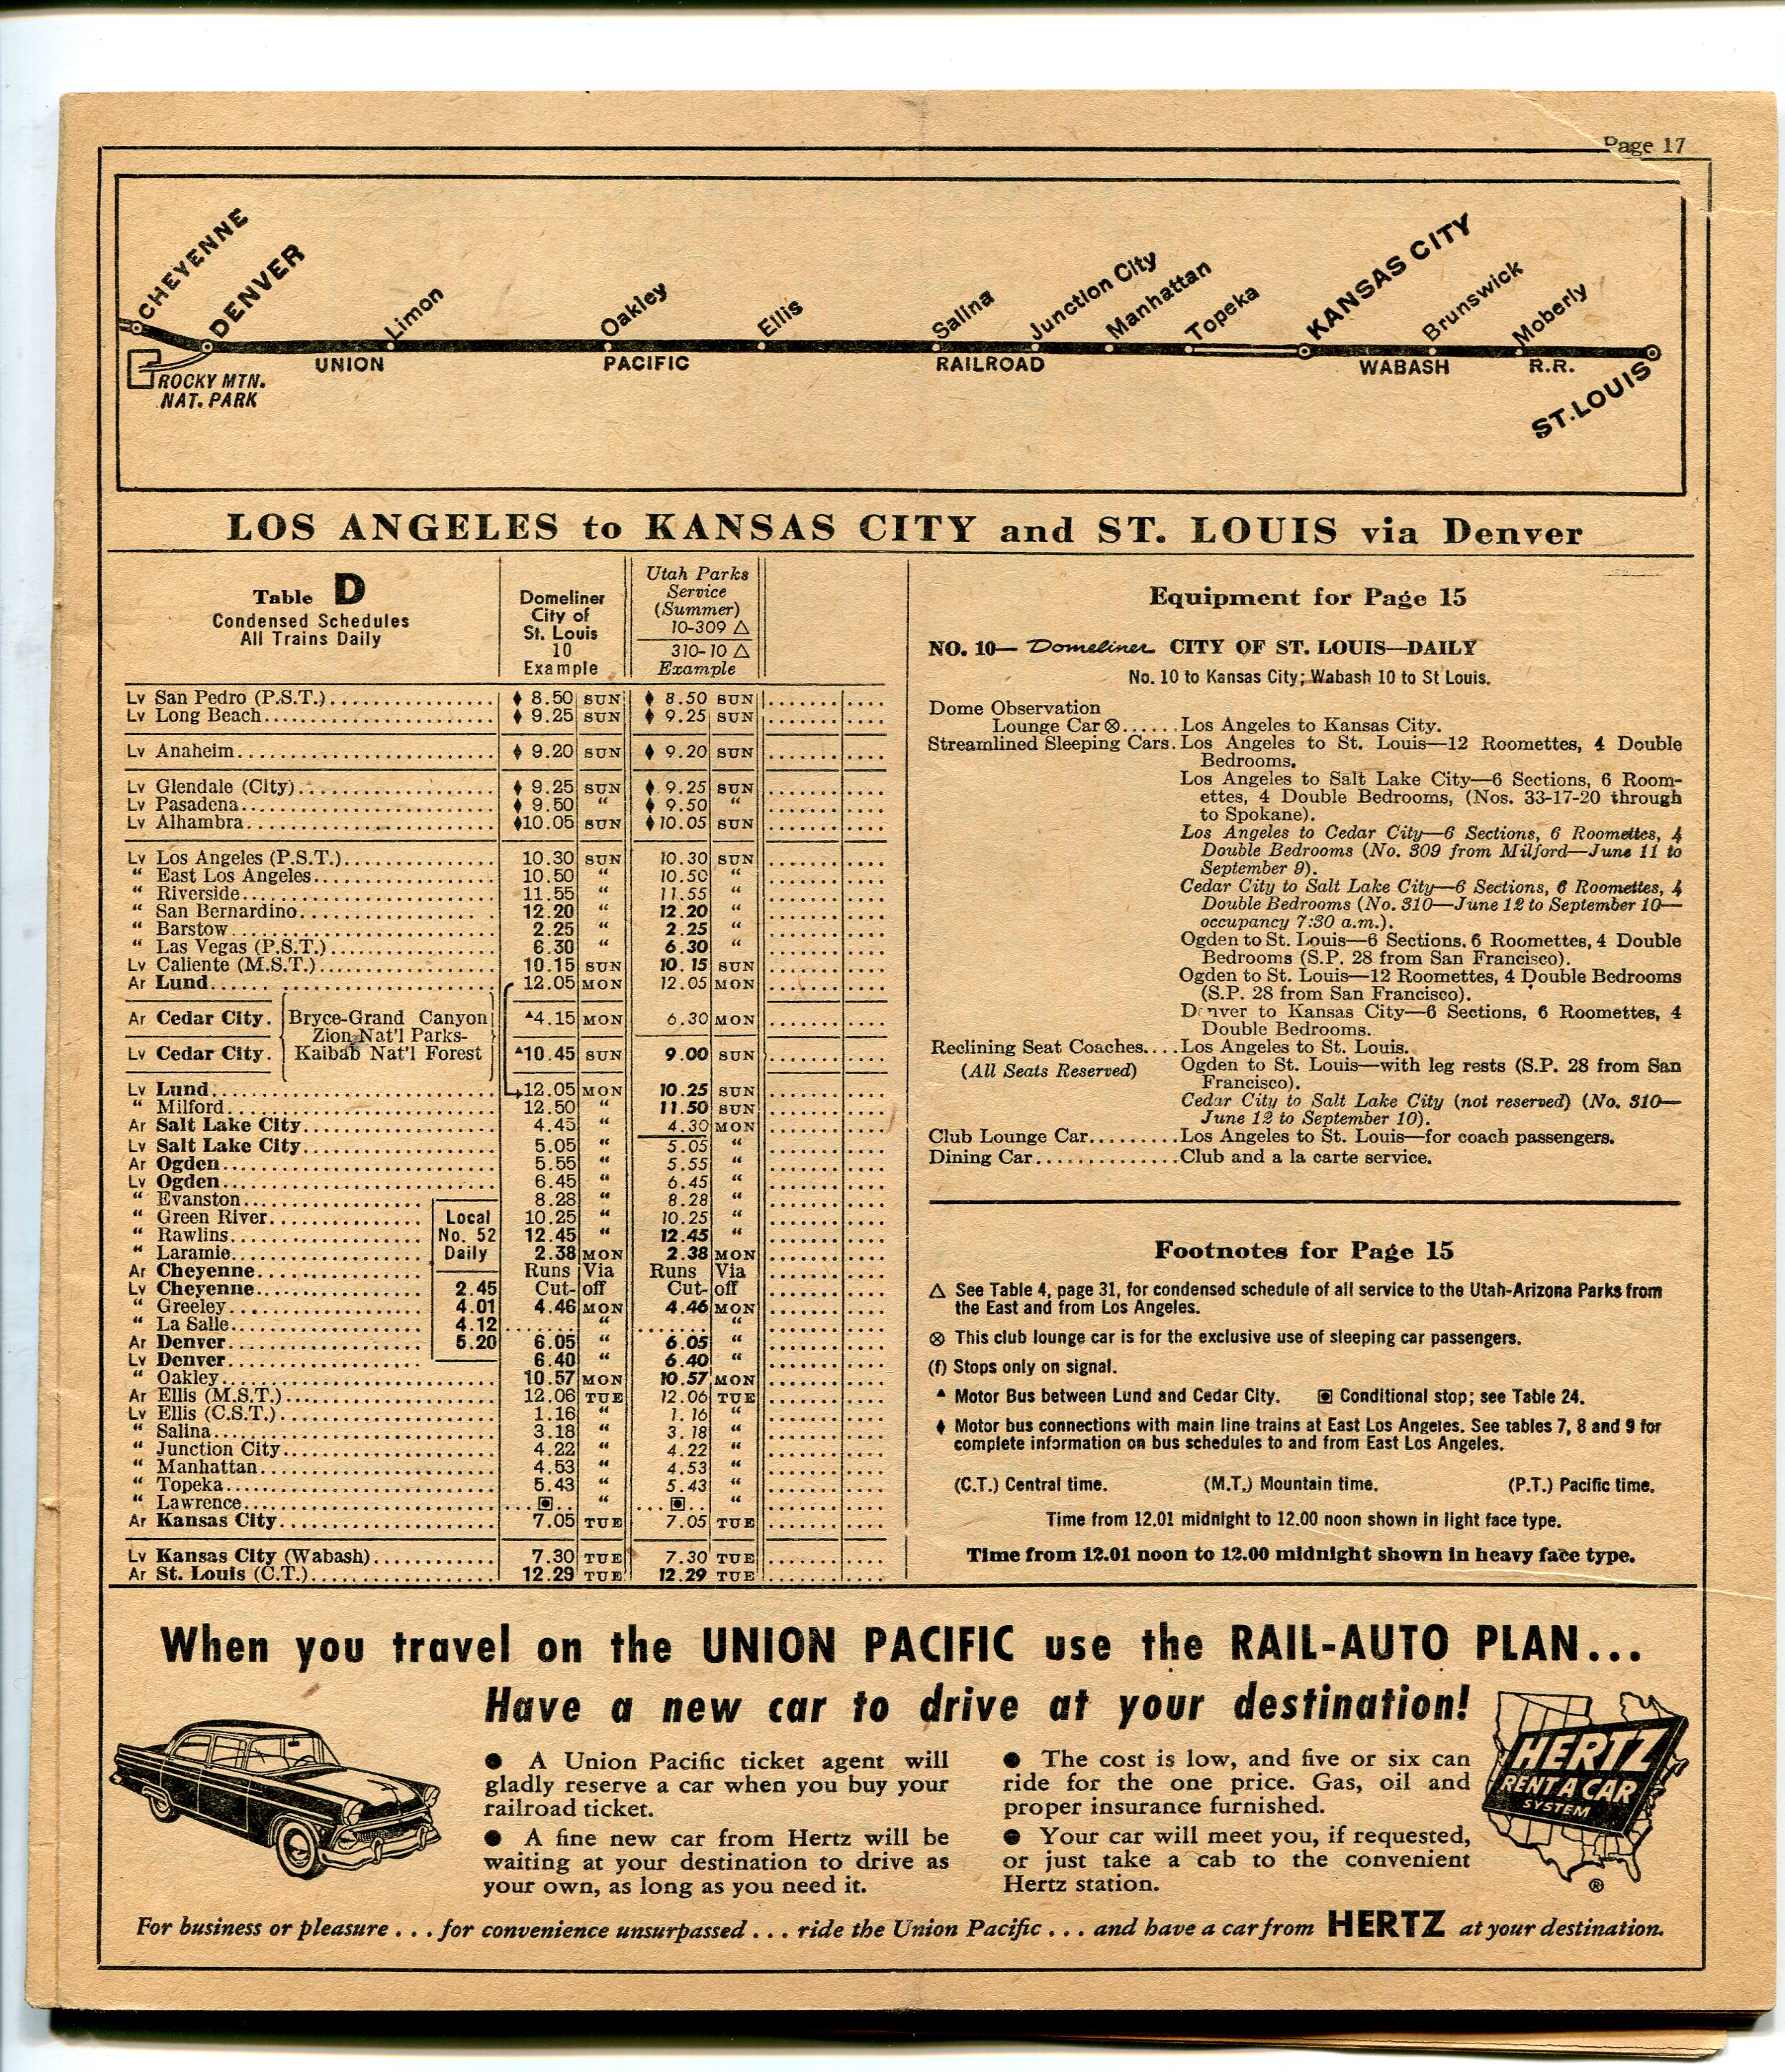 Page 17
CHEYENNE
DENVER
Limon
Oakley
Ellis
Salina
Junction City
Manhattan
Topeka
KANSAS CITY
Brunswick
Moberly
ST. LOUIS
UNION PACIFIC RAILROAD WABASH R.R.
ROCKY MTN.
NAT. PARK
LOS ANGELES to KANSAS CITY and ST. LOUIS via Denver
Table D
Condensed Schedules
All Trains Daily
Domeliner
City of
St. Louis
10
Example
Utah Parks
Service
(Summer)
10-309 △
310-10 △
Example
Lv San Pedro (P.S.T.) ♦ 8.50 SUN ♦ 8.50 SUN
Lv Long Beach ♦ 9.25 SUN ♦ 9.25 SUN
Lv Anaheim ♦ 9.20 SUN ♦ 9.20 SUN
Lv Glendale (City) ♦ 9.25 SUN ♦ 9.25 SUN
Lv Pasadena ♦ 9.50 “ ♦ 9.50 “
Lv Alhambra ♦10.05 SUN ♦10.05 SUN
Lv Los Angeles (P.S.T.) 10.30 SUN 10.30 SUN
“ East Los Angeles 10.50 “ 10.50 “
“ Riverside 11.55 “ 11.55 “
“ San Bernardino 12.20 “ 12.20 “
“ Barstow 2.25 “ 2.25 “
“ Las Vegas (P.S.T.) 6.30 “ 6.30 “
Lv Caliente (M.S.T.) 10.15 SUN 10.15 SUN
Ar Lund 12.05 MON 12.05 MON
Ar Cedar City. Bryce-Grand Canyon ▲4.15 MON 6.30 MON
Zion Nat'l Parks-
Lv Cedar City. Kaibab Nat'l Forest ▲10.45 SUN 9.00 SUN
Lv Lund 12.05 MON 10.25 SUN
“ Milford 12.50 “ 11.50 SUN
Ar Salt Lake City 4.45 “ 4.30 MON
Lv Salt Lake City 5.05 “ 5.05 “
Ar Ogden 5.55 “ 5.55 “
Lv Ogden 6.45 “ 6.45 “
“ Evanston 8.28 “ 8.28 “
“ Green River Local 10.25 “ 10.25 “
“ Rawlins No. 52 12.45 “ 12.45 “
“ Laramie Daily 2.38 MON 2.38 MON
Ar Cheyenne Runs Via Runs Via
Lv Cheyenne 2.45 Cut-off Cut-off
“ Greeley 4.01 4.46 MON 4.46 MON
“ La Salle 4.12 “ “
Ar Denver 5.20 6.05 “ 6.05 “
Lv Denver 6.40 “ 6.40 “
“ Oakley 10.57 MON 10.57 MON
Ar Ellis (M.S.T.) 12.06 TUE 12.06 TUE
Lv Ellis (C.S.T.) 1.16 “ 1.16 “
“ Salina 3.18 “ 3.18 “
“ Junction City 4.22 “ 4.22 “
“ Manhattan 4.53 “ 4.53 “
“ Topeka 5.43 “ 5.43 “
“ Lawrence ▣ “ ▣ “
Ar Kansas City 7.05 TUE 7.05 TUE
Lv Kansas City (Wabash) 7.30 TUE 7.30 TUE
Ar St. Louis (C.T.) 12.29 TUE 12.29 TUE
Equipment for Page 15
NO. 10— Domeliner CITY OF ST. LOUIS—DAILY
No. 10 to Kansas City; Wabash 10 to St Louis.
Dome Observation
Lounge Car ⊗......Los Angeles to Kansas City.
Streamlined Sleeping Cars.Los Angeles to St. Louis—12 Roomettes, 4 Double
Bedrooms.
Los Angeles to Salt Lake City—6 Sections, 6 Room-
ettes, 4 Double Bedrooms, (Nos. 33-17-20 through
to Spokane).
Los Angeles to Cedar City—6 Sections, 6 Roomettes, 4
Double Bedrooms (No. 309 from Milford—June 11 to
September 9).
Cedar City to Salt Lake City—6 Sections, 6 Roomettes, 4
Double Bedrooms (No. 310—June 12 to September 10—
occupancy 7:30 a.m.).
Ogden to St. Louis—6 Sections, 6 Roomettes, 4 Double
Bedrooms (S.P. 28 from San Francisco).
Ogden to St. Louis—12 Roomettes, 4 Double Bedrooms
(S.P. 28 from San Francisco).
Denver to Kansas City—6 Sections, 6 Roomettes, 4
Double Bedrooms.
Reclining Seat Coaches....Los Angeles to St. Louis.
(All Seats Reserved) Ogden to St. Louis—with leg rests (S.P. 28 from San
Francisco).
Cedar City to Salt Lake City (not reserved) (No. 310—
June 12 to September 10).
Club Lounge Car.........Los Angeles to St. Louis—for coach passengers.
Dining Car..............Club and a la carte service.
Footnotes for Page 15
△ See Table 4, page 31, for condensed schedule of all service to the Utah-Arizona Parks from
the East and from Los Angeles.
⊗ This club lounge car is for the exclusive use of sleeping car passengers.
(f) Stops only on signal.
▲ Motor Bus between Lund and Cedar City. ▣ Conditional stop; see Table 24.
♦ Motor bus connections with main line trains at East Los Angeles. See tables 7, 8 and 9 for
complete information on bus schedules to and from East Los Angeles.
(C.T.) Central time. (M.T.) Mountain time. (P.T.) Pacific time.
Time from 12.01 midnight to 12.00 noon shown in light face type.
Time from 12.01 noon to 12.00 midnight shown in heavy face type.
When you travel on the UNION PACIFIC use the RAIL-AUTO PLAN...
Have a new car to drive at your destination!
● A Union Pacific ticket agent will
gladly reserve a car when you buy your
railroad ticket.
● A fine new car from Hertz will be
waiting at your destination to drive as
your own, as long as you need it.
● The cost is low, and five or six can
ride for the one price. Gas, oil and
proper insurance furnished.
● Your car will meet you, if requested,
or just take a cab to the convenient
Hertz station.
HERTZ
RENT A CAR
SYSTEM
®
For business or pleasure . . . for convenience unsurpassed . . . ride the Union Pacific . . . and have a car from HERTZ at your destination.